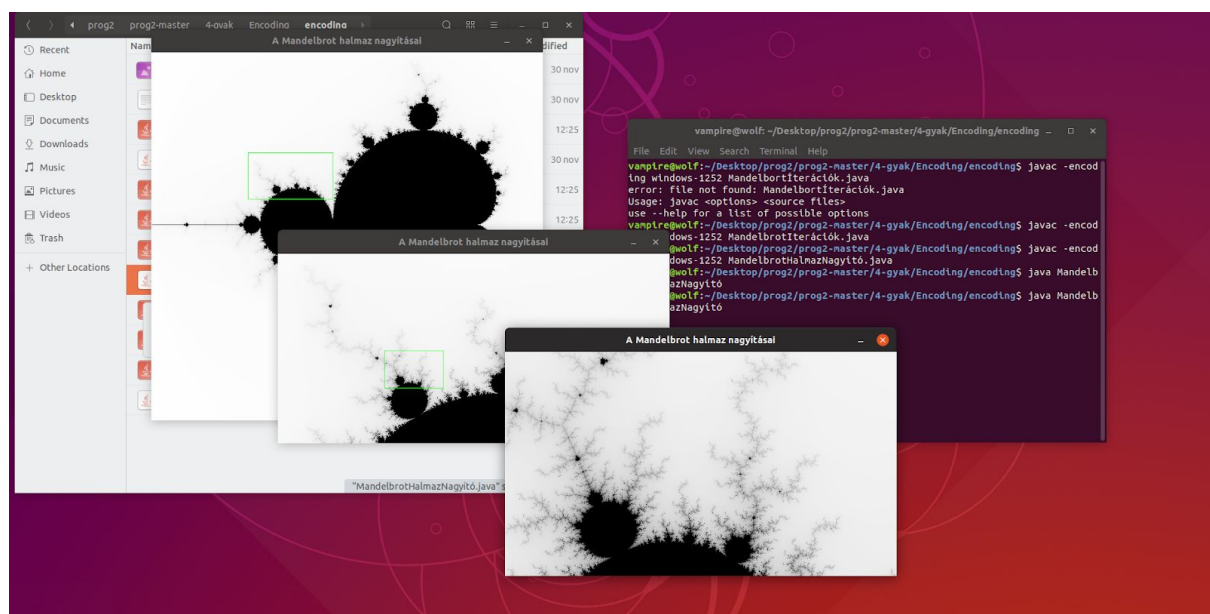 prog2 prog2-master 4-gyak Encoding encoding
Recent
Home
Desktop
Documents
Downloads
Music
Pictures
Videos
Trash
+ Other Locations
Nam
dified
30 nov
30 nov
12:25
30 nov
12:25
12:25
"MandelbrotHalmazNagyító.java" s
A Mandelbrot halmaz nagyításai
A Mandelbrot halmaz nagyításai
A Mandelbrot halmaz nagyításai
vampire@wolf: ~/Desktop/prog2/prog2-master/4-gyak/Encoding/encoding
File Edit View Search Terminal Help
vampire@wolf:~/Desktop/prog2/prog2-master/4-gyak/Encoding/encoding$ javac -encod
ing windows-1252 MandelbortÍterációk.java
error: file not found: MandelbortÍterációk.java
Usage: javac <options> <source files>
use --help for a list of possible options
vampire@wolf:~/Desktop/prog2/prog2-master/4-gyak/Encoding/encoding$ javac -encod
dows-1252 MandelbrotIterációk.java
@wolf:~/Desktop/prog2/prog2-master/4-gyak/Encoding/encoding$ javac -encod
dows-1252 MandelbrotHalmazNagyító.java
@wolf:~/Desktop/prog2/prog2-master/4-gyak/Encoding/encoding$ java Mandelb
azNagyító
@wolf:~/Desktop/prog2/prog2-master/4-gyak/Encoding/encoding$ java Mandelb
azNagyító